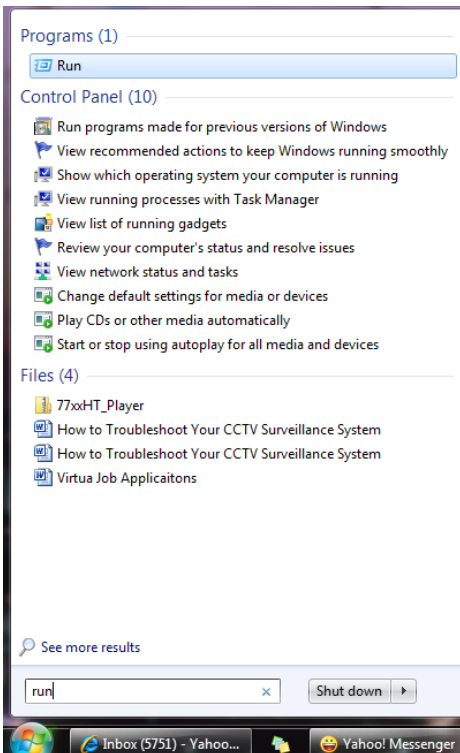 Programs (1)
Run
Control Panel (10)
Run programs made for previous versions of Windows
View recommended actions to keep Windows running smoothly
Show which operating system your computer is running
View running processes with Task Manager
View list of running gadgets
Review your computer's status and resolve issues
View network status and tasks
Change default settings for media or devices
Play CDs or other media automatically
Start or stop using autoplay for all media and devices
Files (4)
77xxHT_Player
How to Troubleshoot Your CCTV Surveillance System
How to Troubleshoot Your CCTV Surveillance System
Virtua Job Applicaitons
See more results
run Shut down
Inbox (5751) - Yahoo... Yahoo! Messenger